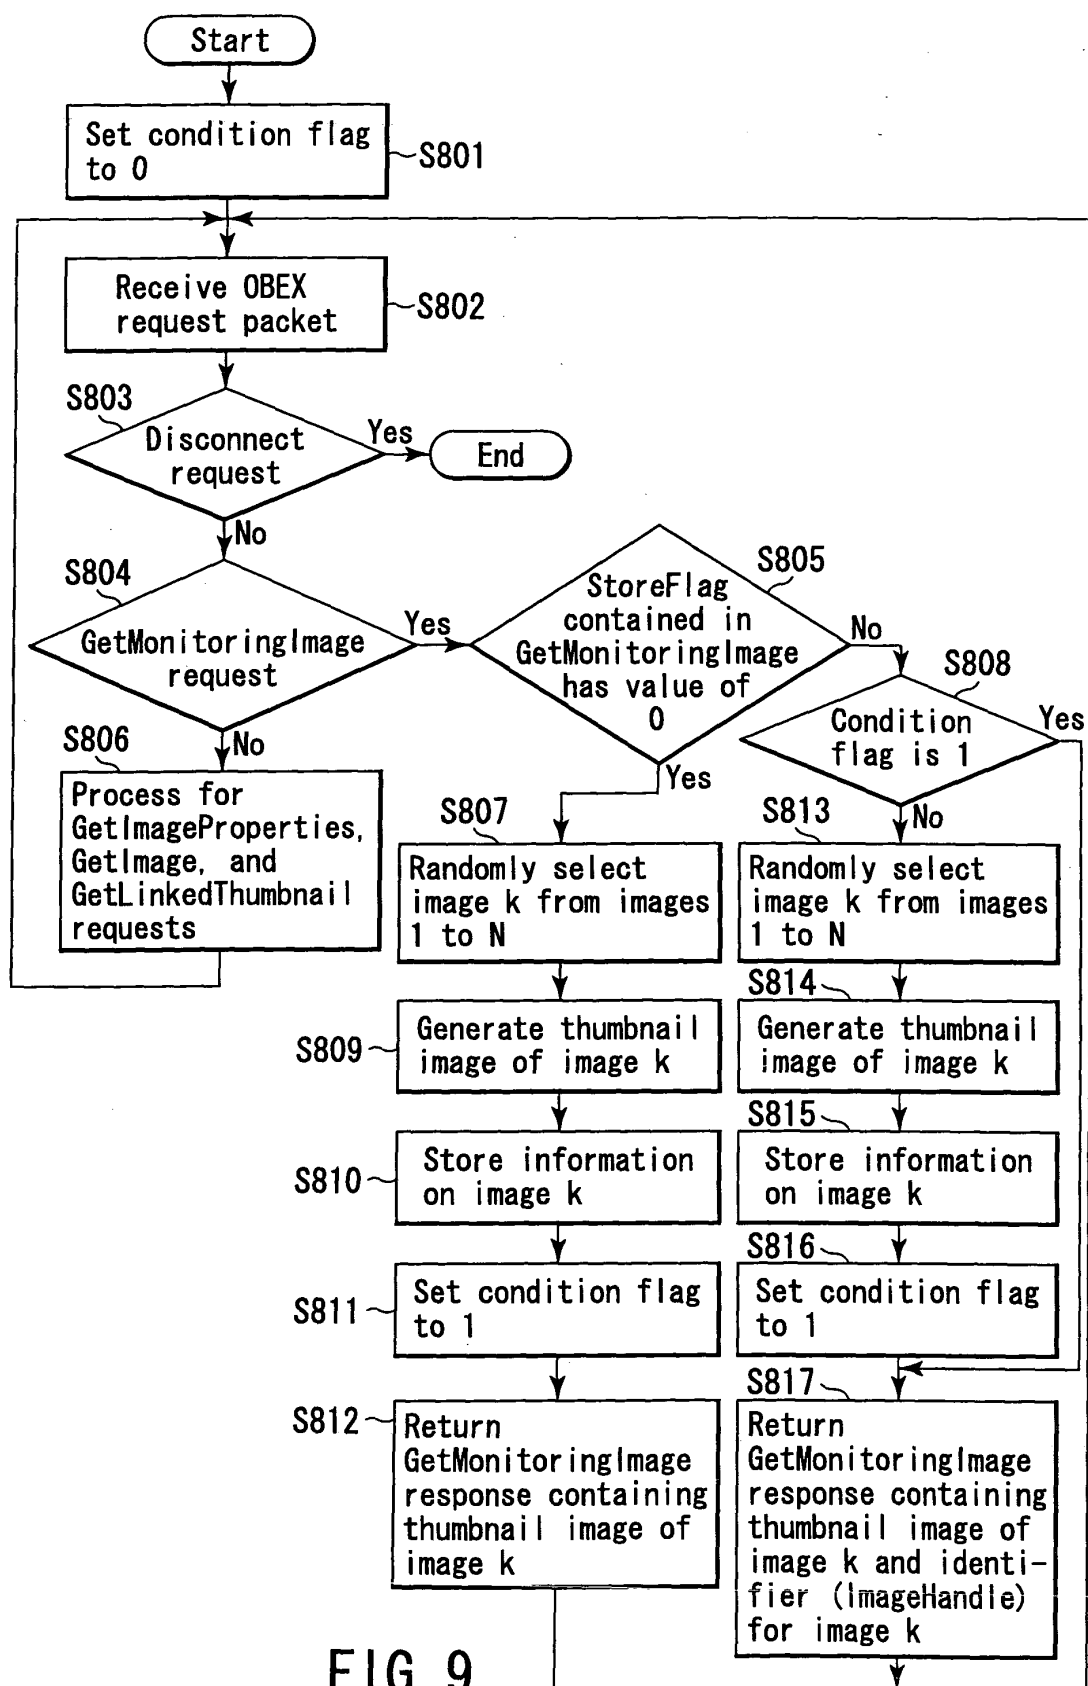 Start
Set condition flag
to 0
S801
Receive OBEX
request packet
S802
S803
Disconnect
request
Yes
End
No
S804
GetMonitoringImage
request
Yes
No
S805
StoreFlag
contained in
GetMonitoringImage
has value of
0
No
Yes
S806
Process for
GetImageProperties,
GetImage, and
GetLinkedThumbnail
requests
S808
Condition
flag is 1
Yes
No
S807
Randomly select
image k from images
1 to N
S813
Randomly select
image k from images
1 to N
S809
Generate thumbnail
image of image k
S814
Generate thumbnail
image of image k
S810
Store information
on image k
S815
Store information
on image k
S811
Set condition flag
to 1
S816
Set condition flag
to 1
S812
Return
GetMonitoringImage
response containing
thumbnail image of
image k
S817
Return
GetMonitoringImage
response containing
thumbnail image of
image k and identi-
fier (ImageHandle)
for image k
FIG. 9